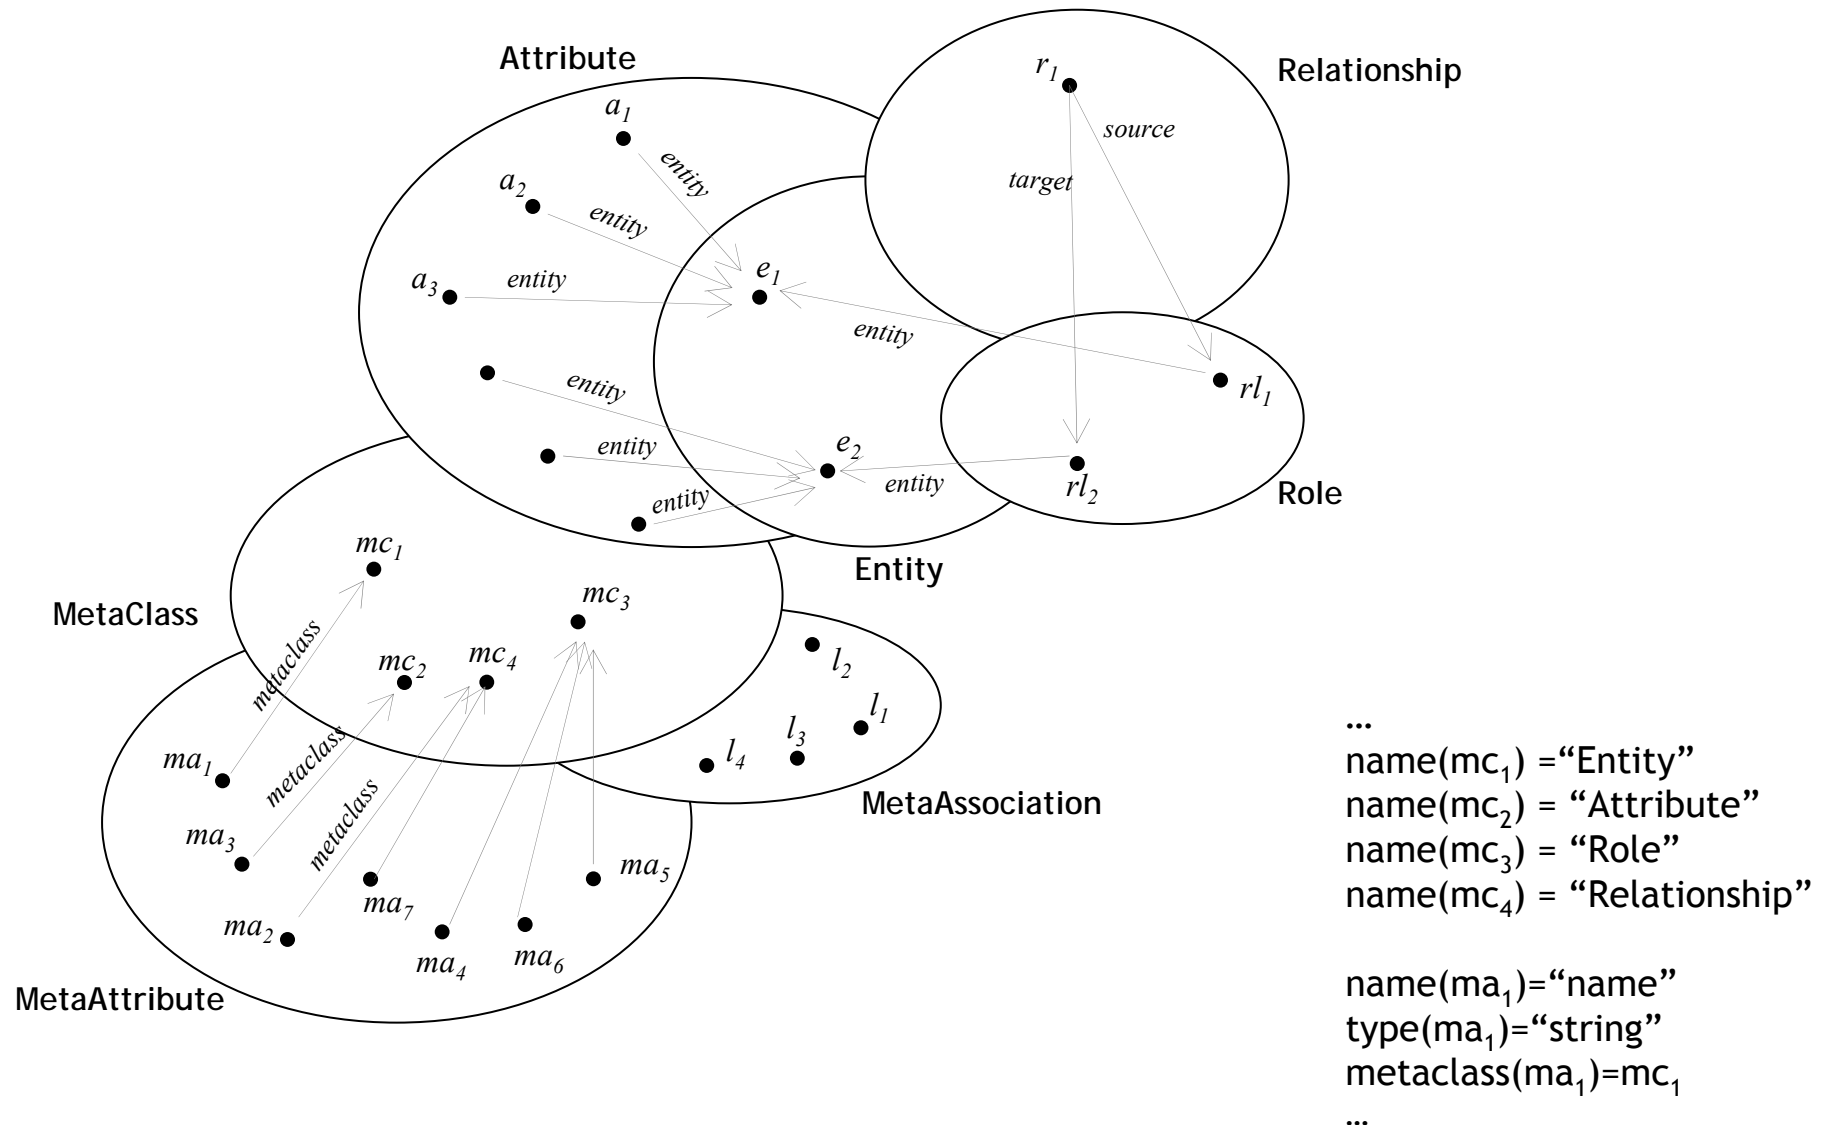 Attribute
Relationship
r1
a1
source
entity
target
a2
entity
e1
a3
entity
entity
rl1
entity
e2
entity
entity
rl2
Role
entity
mc1
Entity
mc3
MetaClass
metaclass
mc2
mc4
l2
l1
l3
l4
ma1
metaclass
MetaAssociation
metaclass
ma3
ma5
ma7
ma2
ma4
ma6
MetaAttribute
...
name(mc1) =“Entity”
name(mc2) = “Attribute”
name(mc3) = “Role”
name(mc4) = “Relationship”
name(ma1)=“name”
type(ma1)=“string”
metaclass(ma1)=mc1
...